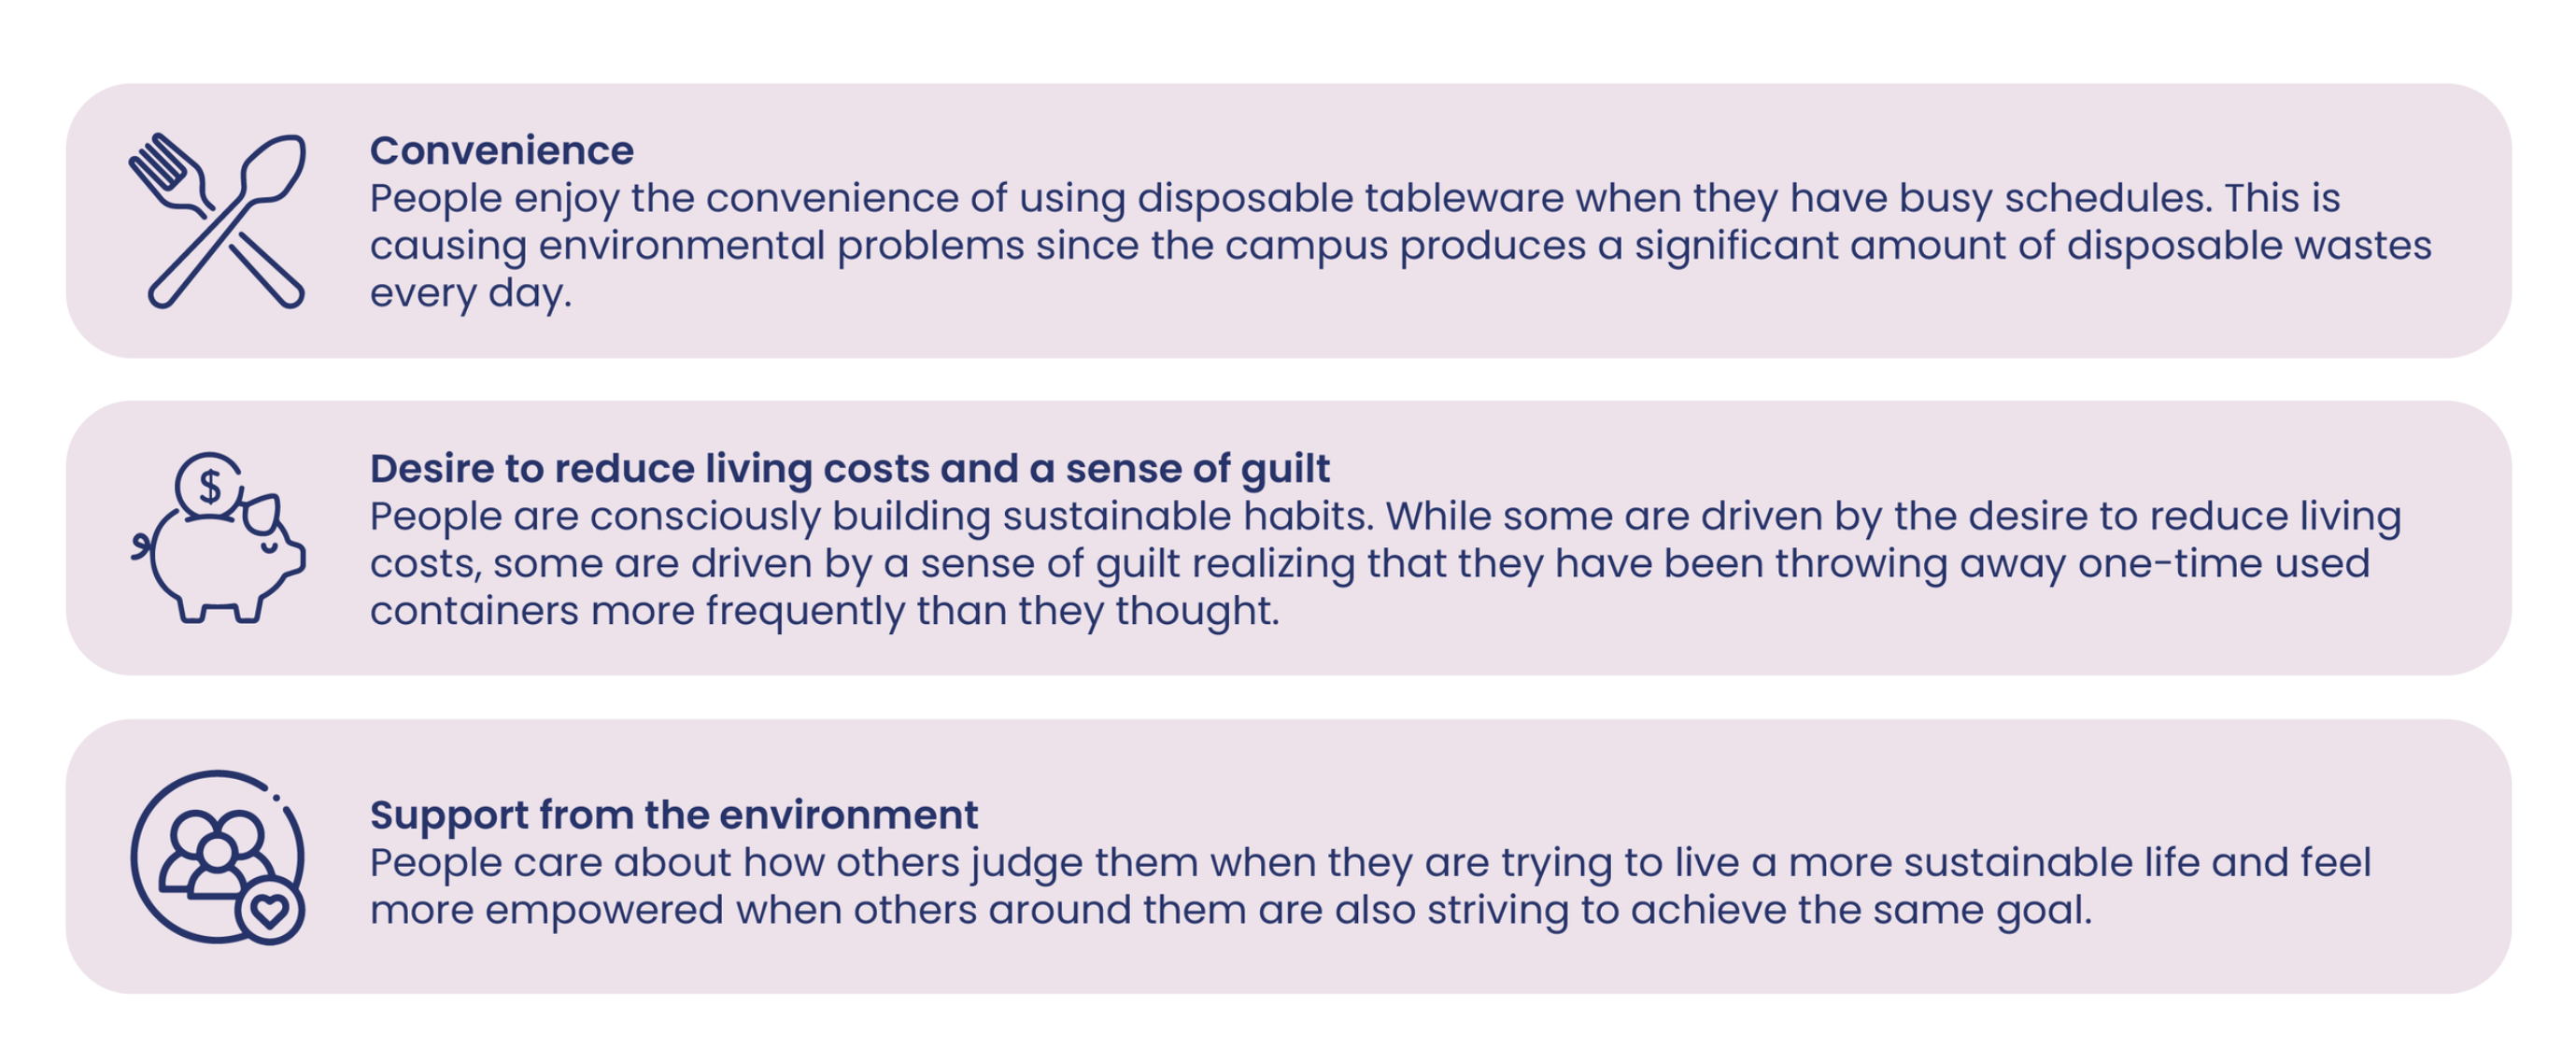 Convenience
People enjoy the convenience of using disposable tableware when they have busy schedules. This is
causing environmental problems since the campus produces a significant amount of disposable wastes
every day.
$
Desire to reduce living costs and a sense of guilt
People are consciously building sustainable habits. While some are driven by the desire to reduce living
costs, some are driven by a sense of guilt realizing that they have been throwing away one-time used
containers more frequently than they thought.
Support from the environment
People care about how others judge them when they are trying to live a more sustainable life and feel
more empowered when others around them are also striving to achieve the same goal.